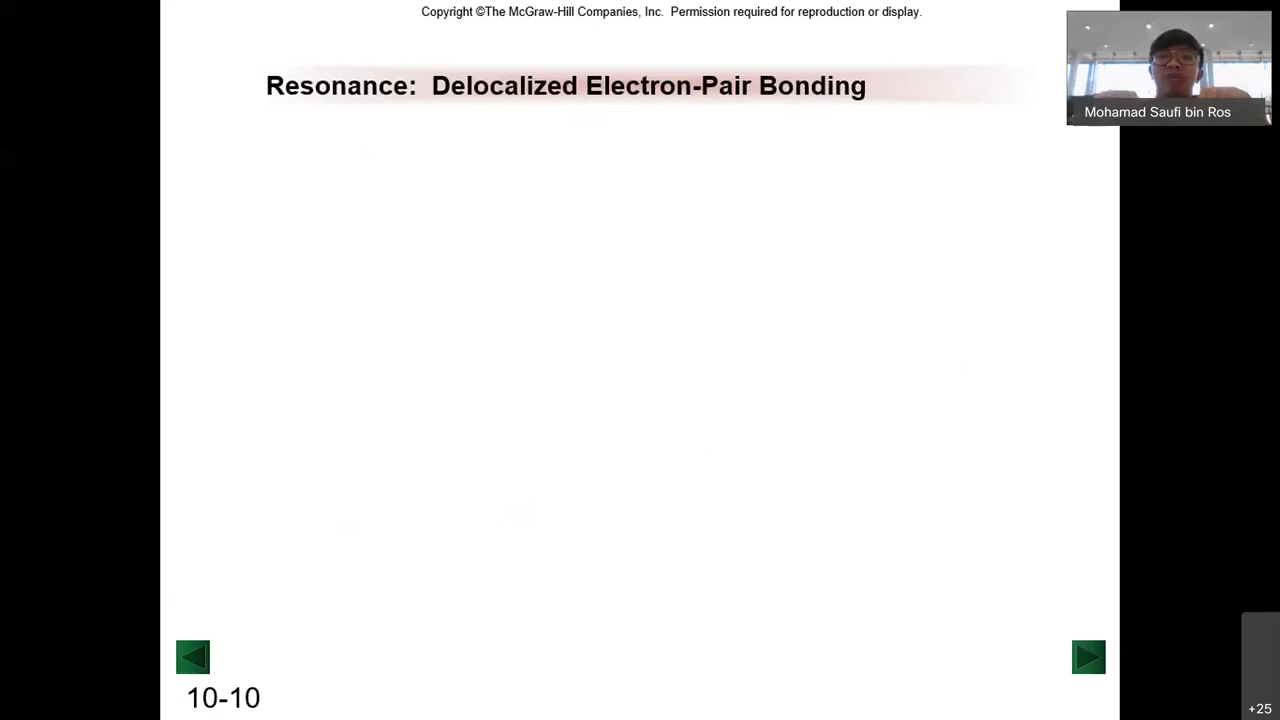 Copyright ©The McGraw-Hill Companies, Inc. Permission required for reproduction or display.
Resonance: Delocalized Electron-Pair Bonding
Mohamad Saufi bin Ros
10-10
+25